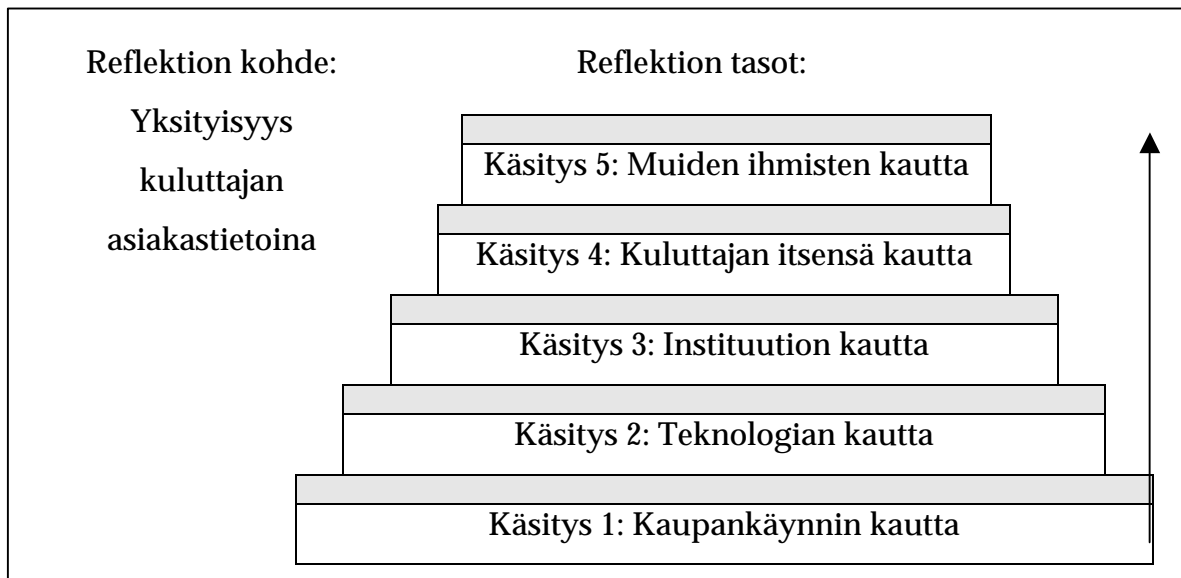 Reflektion kohde:
Yksityisyys
kuluttajan
asiakastietoina
Reflektion tasot:
Käsitys 5: Muiden ihmisten kautta
Käsitys 4: Kuluttajan itsensä kautta
Käsitys 3: Instituution kautta
Käsitys 2: Teknologian kautta
Käsitys 1: Kaupankäynnin kautta